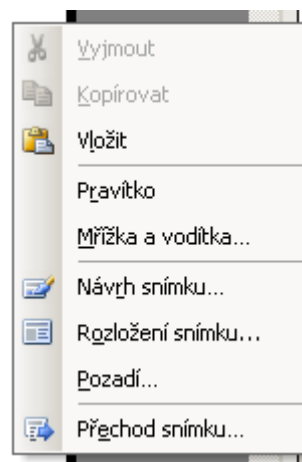 Vyjmout
Kopírovat
Vložit
Pravítko
Mřížka a vodítka...
Návrh snímku...
Rozložení snímku...
Pozadí...
Přechod snímku...